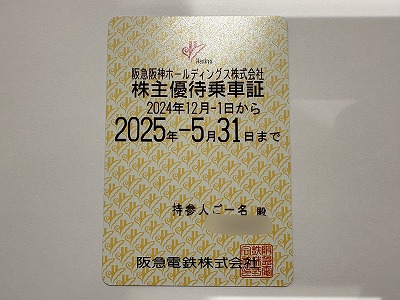 Hankyu
阪急阪神ホールディングス株式会社
株主優待乗車証
2024年12月-1日から
2025年-5月31日まで
持参人ご一名 殿
阪急電鉄株式会社